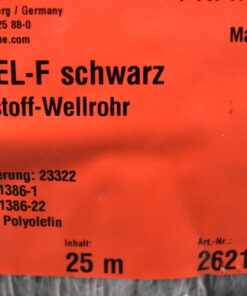 rg / Germany
25 88-0
e.com
Ma
EL-F schwarz
stoff-Wellrohr
erung: 23322
1386-1
1386-22
Polyolefin
Inhalt:
Art.-Nr.:
25 m
2621